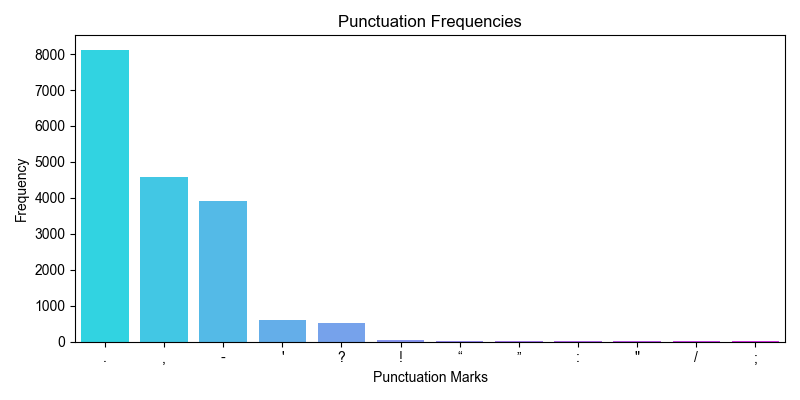 Punctuation Frequencies
Frequency
8000
7000
6000
5000
4000
3000
2000
1000
0
. , - ' ? ! “ ” : " / ;
Punctuation Marks